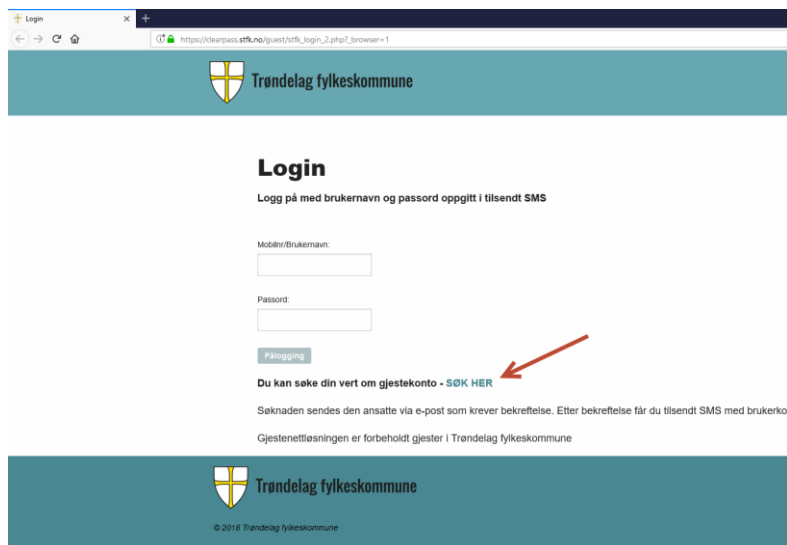 Login
https://clearpass.stfk.no/guest/stfk_login_2.php?_browser=1
Trøndelag fylkeskommune
Login
Logg på med brukernavn og passord oppgitt i tilsendt SMS
Mobilnr/Brukernavn:
Passord:
Pålogging
Du kan søke din vert om gjestekonto - SØK HER
Søknaden sendes den ansatte via e-post som krever bekreftelse. Etter bekreftelse får du tilsendt SMS med brukerko
Gjestenettløsningen er forbeholdt gjester i Trøndelag fylkeskommune
Trøndelag fylkeskommune
© 2018 Trøndelag fylkeskommune